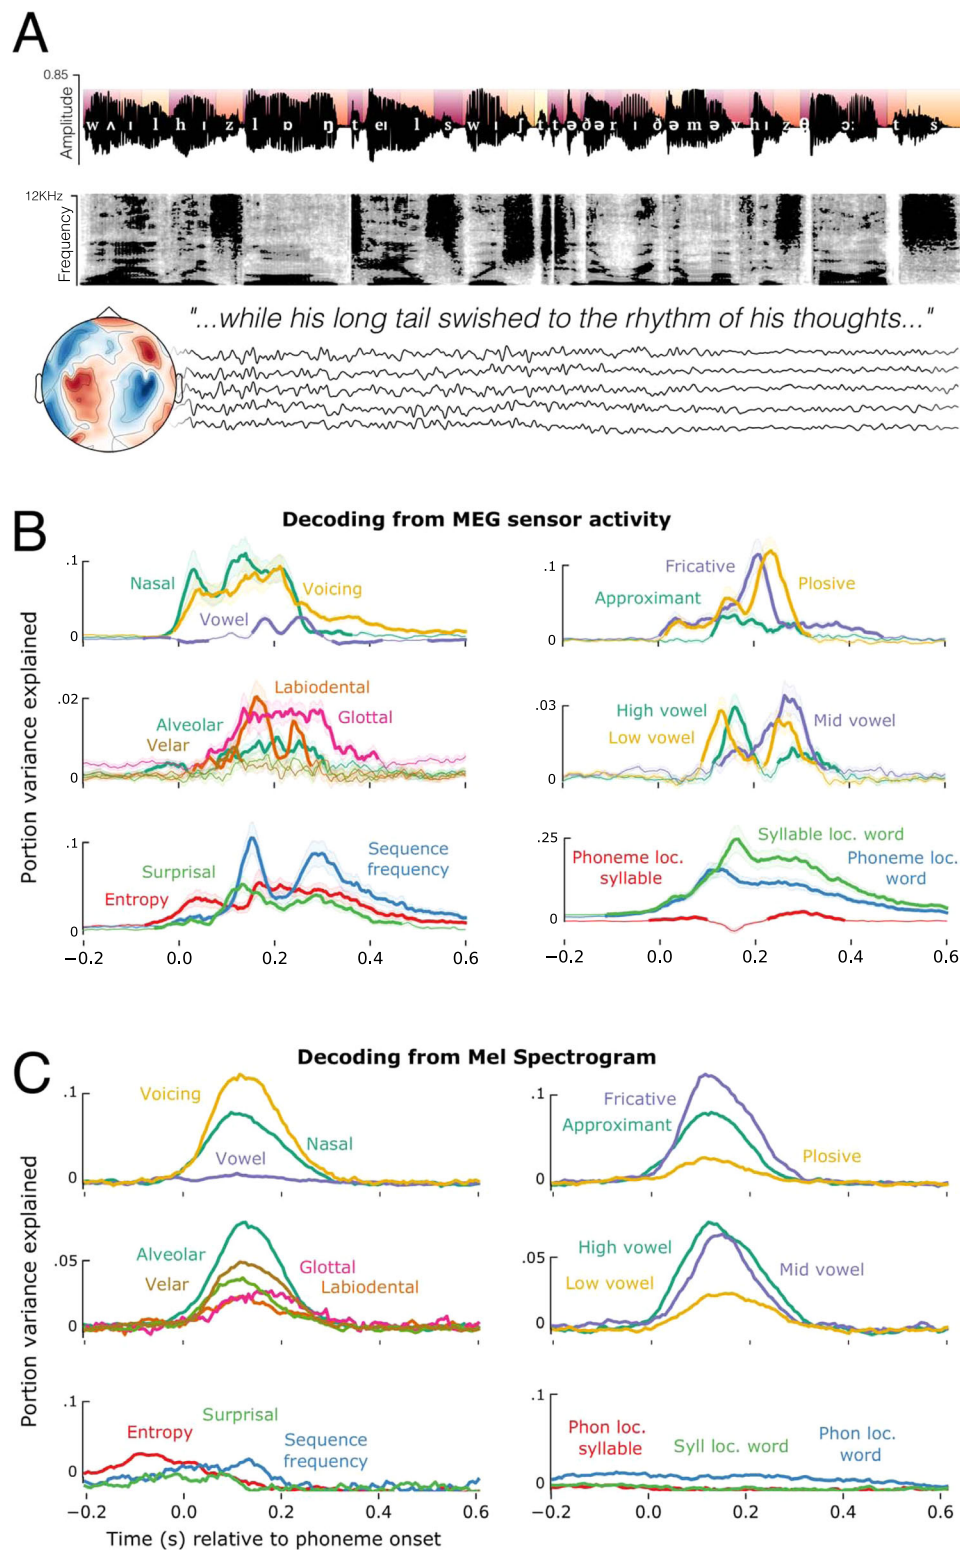 A
0.85
Amplitude
w ʌ ɪ l h ɪ z l ɒ ŋ t eɪ l s w ɪ ʃ t t ə ð ə r ɪ ð ə m ə v h ɪ z θ ɔː t s
12KHz
Frequency
"...while his long tail swished to the rhythm of his thoughts..."
B
Decoding from MEG sensor activity
Portion variance explained
.1
0
Nasal
Voicing
Vowel
.1
0
Fricative
Plosive
Approximant
.02
0
Labiodental
Glottal
Alveolar
Velar
.03
0
High vowel
Low vowel
Mid vowel
.1
0
Surprisal
Entropy
Sequence
frequency
−0.2 0.0 0.2 0.4 0.6
.25
0
Syllable loc. word
Phoneme loc.
syllable
Phoneme loc.
word
−0.2 0.0 0.2 0.4 0.6
C
Decoding from Mel Spectrogram
Portion variance explained
.1
0
Voicing
Nasal
Vowel
.1
0
Fricative
Approximant
Plosive
.05
0
Alveolar
Velar
Glottal
Labiodental
.05
0
High vowel
Low vowel
Mid vowel
.1
0
Surprisal
Entropy
Sequence
frequency
−0.2 0.0 0.2 0.4 0.6
Time (s) relative to phoneme onset
.1
0
Phon loc.
syllable
Syll loc. word
Phon loc.
word
−0.2 0.0 0.2 0.4 0.6